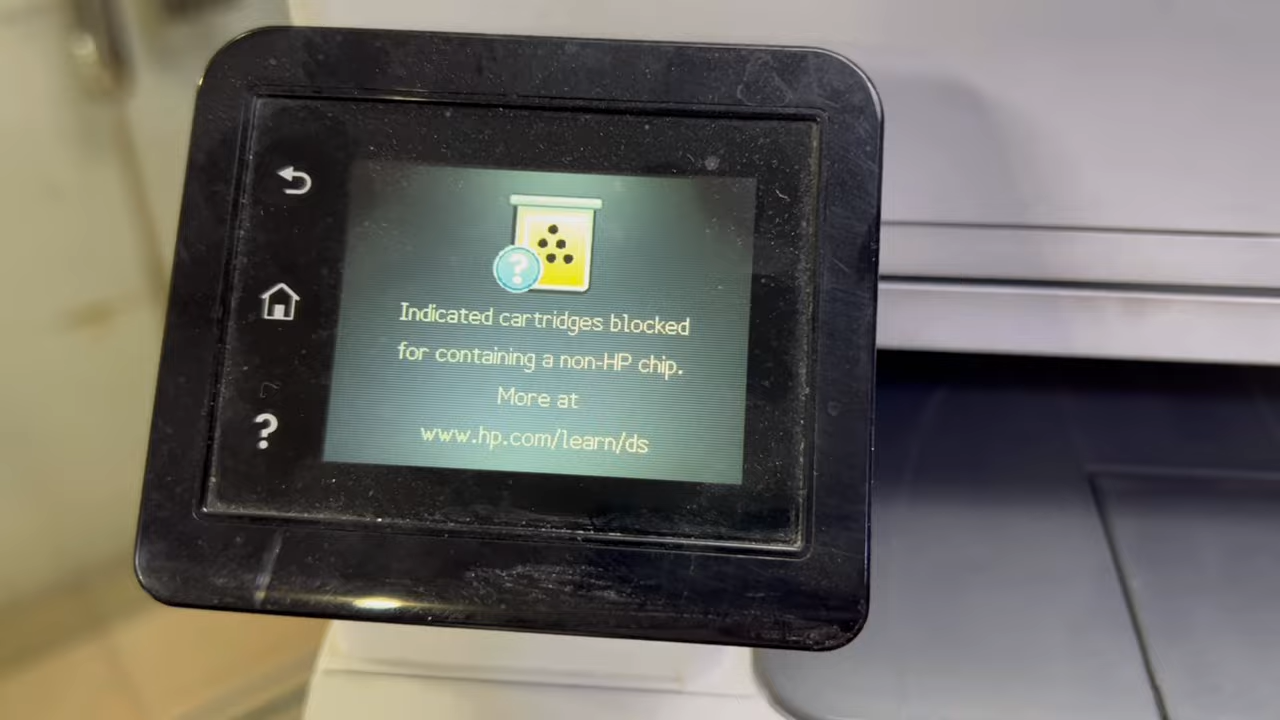 Indicated cartridges blocked
for containing a non-HP chip.
More at
www.hp.com/learn/ds